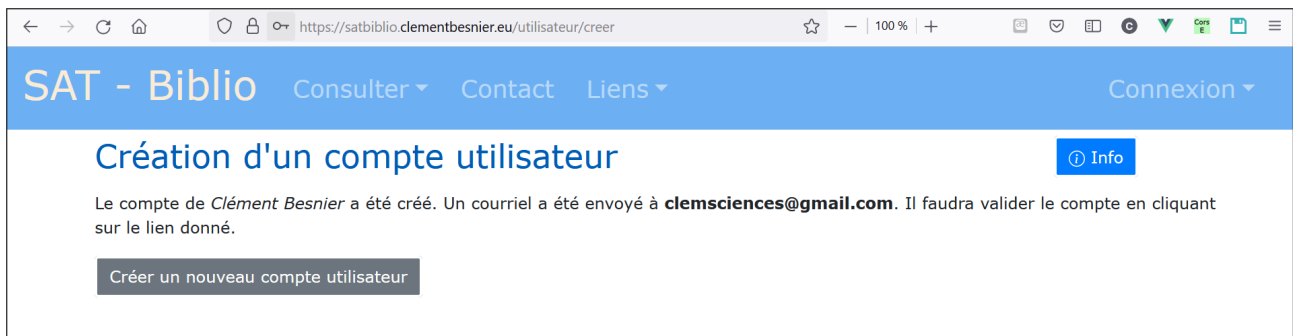 https://satbiblio.clementbesnier.eu/utilisateur/creer
100 %
C
Cors
E
SAT - Biblio Consulter Contact Liens Connexion
Création d'un compte utilisateur
Info
Le compte de Clément Besnier a été créé. Un courriel a été envoyé à clemsciences@gmail.com. Il faudra valider le compte en cliquant
sur le lien donné.
Créer un nouveau compte utilisateur